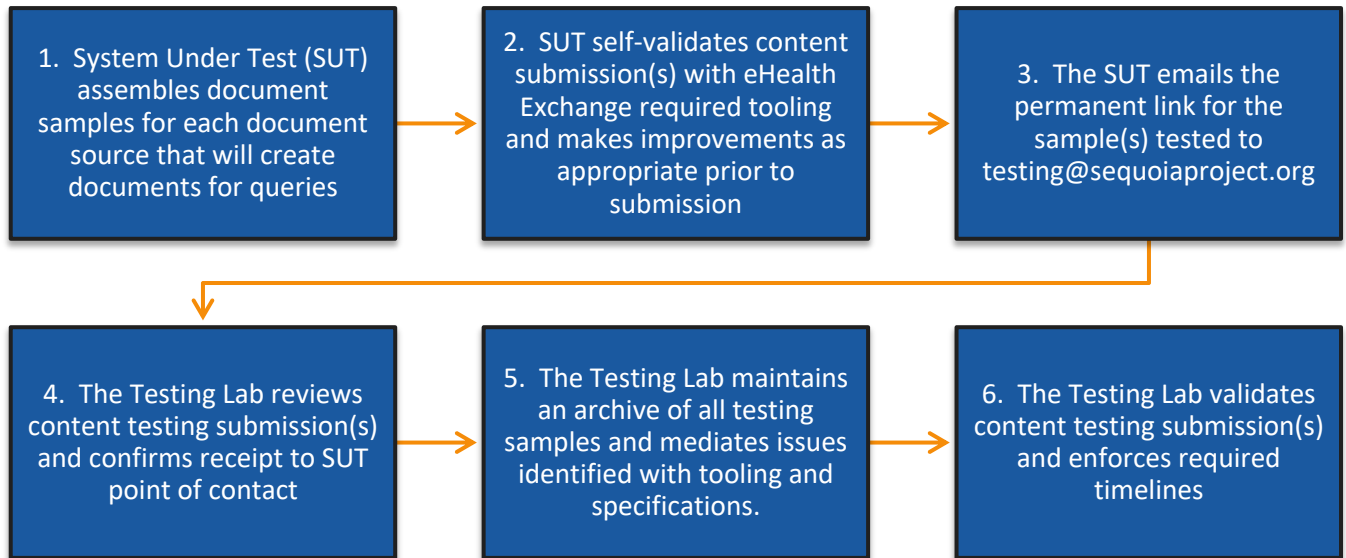 1.  System Under Test (SUT)
assembles document
samples for each document
source that will create
documents for queries
2.  SUT self-validates content
submission(s) with eHealth
Exchange required tooling
and makes improvements as
appropriate prior to
submission
3.  The SUT emails the
permanent link for the
sample(s) tested to
testing@sequoiaproject.org
4.  The Testing Lab reviews
content testing submission(s)
and confirms receipt to SUT
point of contact
5.  The Testing Lab maintains
an archive of all testing
samples and mediates issues
identified with tooling and
specifications.
6.  The Testing Lab validates
content testing submission(s)
and enforces required
timelines